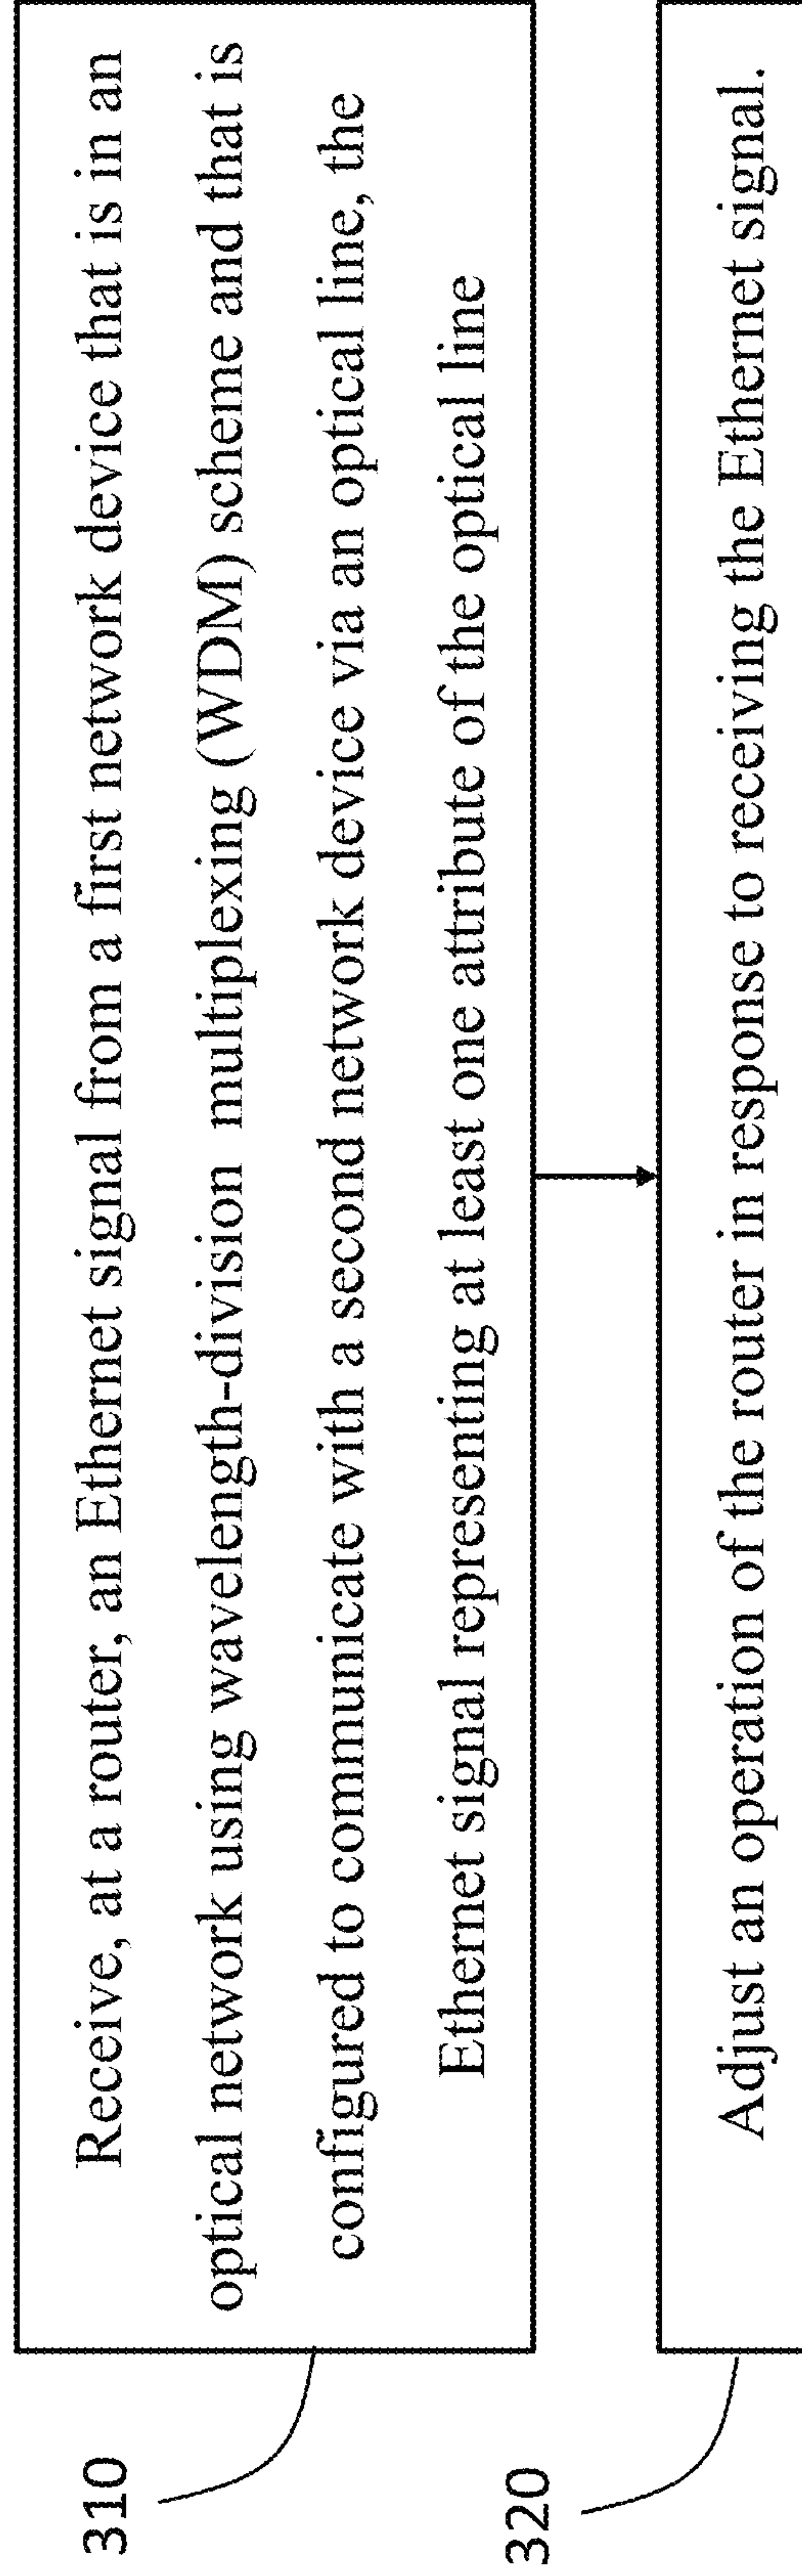 310
Receive, at a router, an Ethernet signal from a first network device that is in an
optical network using wavelength-division multiplexing (WDM) scheme and that is
configured to communicate with a second network device via an optical line, the
Ethernet signal representing at least one attribute of the optical line
320
Adjust an operation of the router in response to receiving the Ethernet signal.